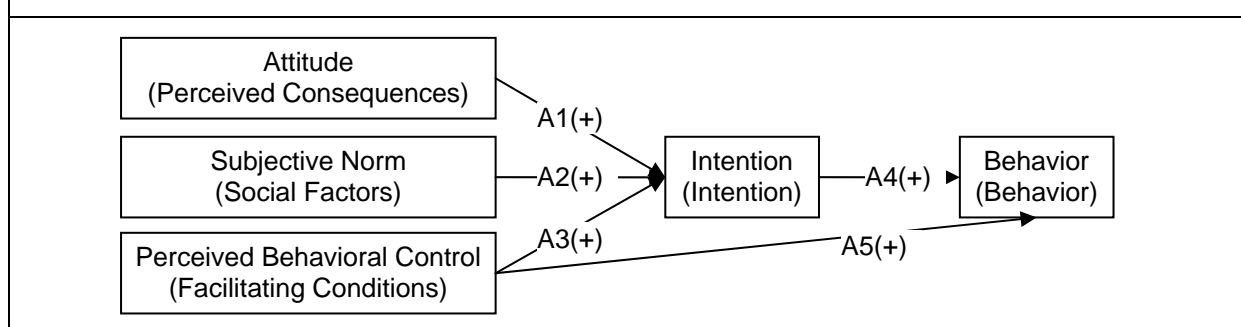 Attitude
(Perceived Consequences)
A1(+)
Subjective Norm
(Social Factors)
A2(+)
Intention
(Intention)
A4(+)
Behavior
(Behavior)
A3(+)
Perceived Behavioral Control
(Facilitating Conditions)
A5(+)